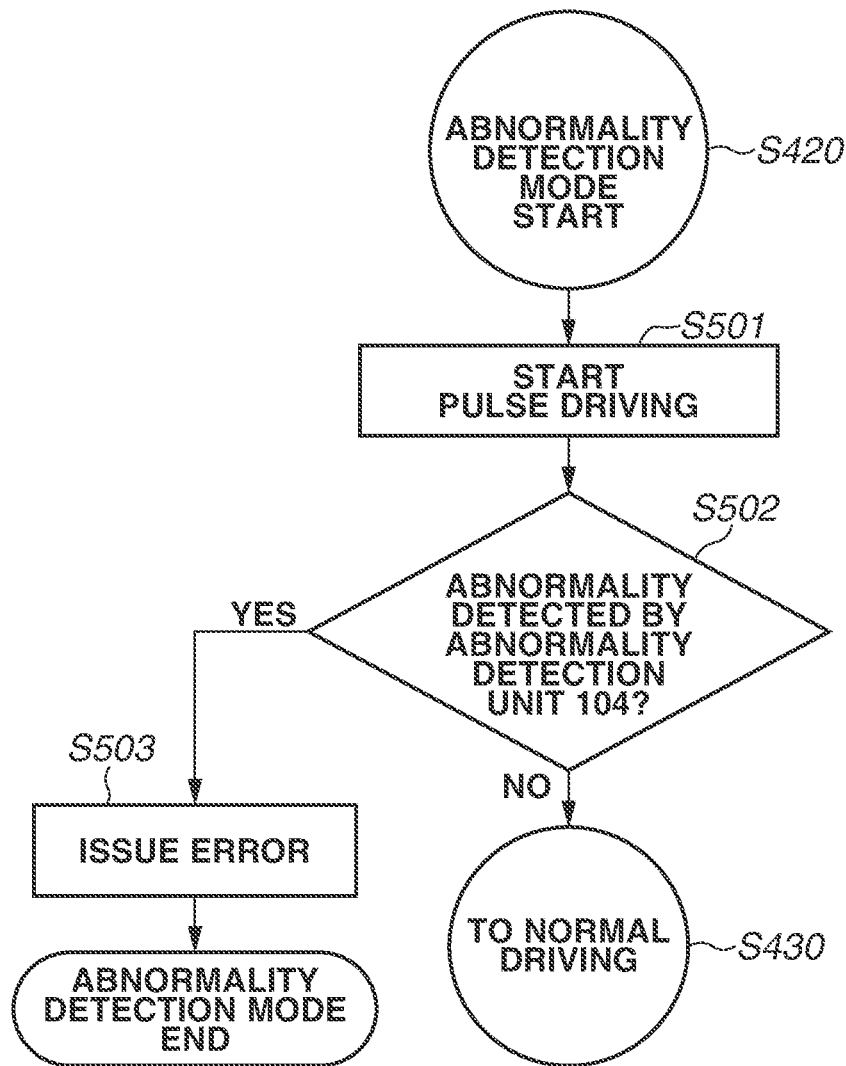 ABNORMALITY
DETECTION
MODE
START
S420
S501
START
PULSE DRIVING
S502
ABNORMALITY
DETECTED BY
ABNORMALITY
DETECTION
UNIT 104?
YES
NO
S503
ISSUE ERROR
TO NORMAL
DRIVING
S430
ABNORMALITY
DETECTION MODE
END